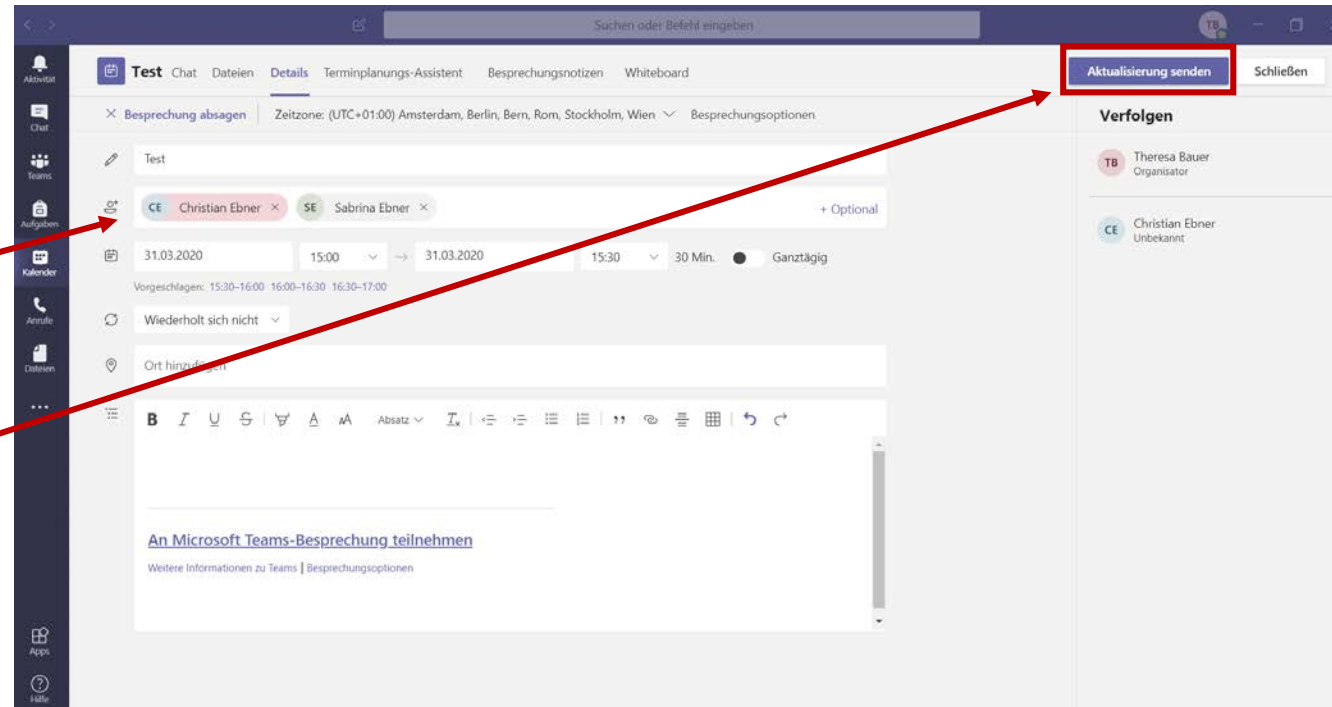 Suchen oder Befehl eingeben
TB
Aktivität
Chat
Teams
Aufgaben
Kalender
Anrufe
Dateien
Apps
Hilfe
Test Chat Dateien Details Terminplanungs-Assistent Besprechungsnotizen Whiteboard
Aktualisierung senden Schließen
Besprechung absagen Zeitzone: (UTC+01:00) Amsterdam, Berlin, Bern, Rom, Stockholm, Wien Besprechungsoptionen
Test
CE Christian Ebner × SE Sabrina Ebner × + Optional
31.03.2020 15:00 → 31.03.2020 15:30 30 Min. Ganztägig
Vorgeschlagen: 15:30–16:00 16:00–16:30 16:30–17:00
Wiederholt sich nicht
Ort hinzufügen
B I U S A AA Absatz
An Microsoft Teams-Besprechung teilnehmen
Weitere Informationen zu Teams | Besprechungsoptionen
Verfolgen
TB Theresa Bauer
Organisator
CE Christian Ebner
Unbekannt